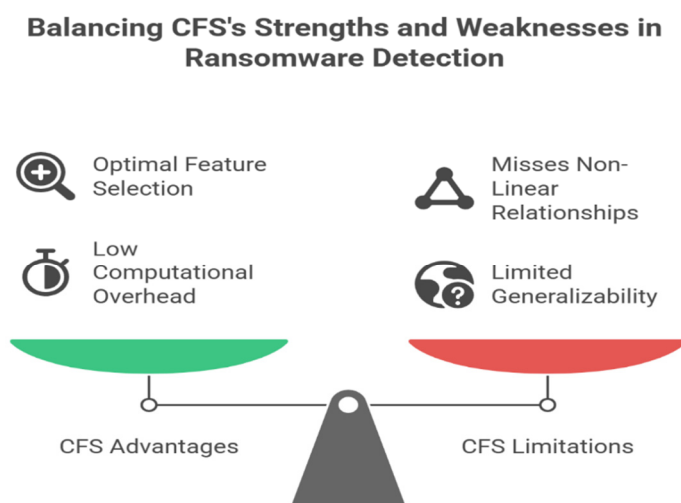 Balancing CFS's Strengths and Weaknesses in
Ransomware Detection
Optimal Feature
Selection
Low
Computational
Overhead
Misses Non-
Linear
Relationships
Limited
Generalizability
CFS Advantages
CFS Limitations